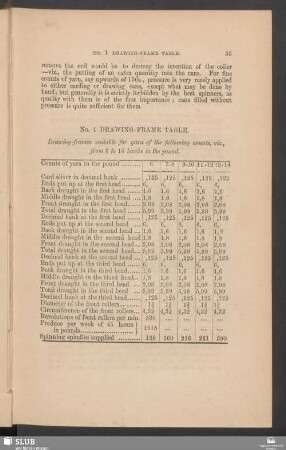 NO. 1 DRAWING-FRAME TABLE. 35
remove the evil would be to destroy the intention of the coiler
—viz., the putting of an extra quantity into the cans. For fine
counts of yarn, say upwards of 150s., pressure is very rarely applied
to either carding or drawing cans, except what may be done by
hand; but generally it is strictly forbidden by the best spinners, as
quality with them is of the first importance; cans filled without
pressure is quite sufficient for them.
No. 1 DRAWING-FRAME TABLE.
Drawing-frames suitable for yarn of the following counts, viz.,
from 6 to 14 hanks in the pound.
Counts of yarn in the pound 6 7-8 9-10 11-12 13-14
Card sliver in decimal hank ,125 ,125 ,125 ,125 ,125
Ends put up at the first head 6, 6, 6, 6, 6,
Back draught in the first head 1,6 1,6 1,6 1,6 1,6
Middle draught in the first head 1,8 1,8 1,8 1,8 1,8
Front draught in the first head 2,08 2,08 2,08 2,08 2,08
Total draught in the first head 5,99 5,99 5,99 5,99 5,99
Decimal hank at the first head ,125 ,125 ,125 ,125 ,125
Ends put up at the second head 6, 6, 6, 6, 6,
Back draught in the second head 1,6 1,6 1,6 1,6 1,6
Middle draught in the second head 1,8 1,8 1,8 1,8 1,8
Front draught in the second head 2,08 2,08 2,08 2,08 2,08
Total draught in the second head 5,99 5,99 5,99 5,99 5,99
Decimal hank at the second head ,125 ,125 ,125 ,125 ,125
Ends put up at the third head 6, 6, 6, 6, 6,
Back draught in the third head 1,6 1,6 1,6 1,6 1,6
Middle draught in the third head 1,8 1,8 1,8 1,8 1,8
Front draught in the third head 2,08 2,08 2,08 2,08 2,08
Total draught in the third head 5,99 5,99 5,99 5,99 5,99
Decimal hank at the third head ,125 ,125 ,125 ,125 ,125
Diameter of the front rollers
Circumference of the front rollers 4,32 4,32 4,32 4,32 4,32
Revolutions of front rollers per min. ... ... ... ...
Produce per week of 45 hours
in pounds ... ... ... ...
Spinning spindles supplied
SLUB